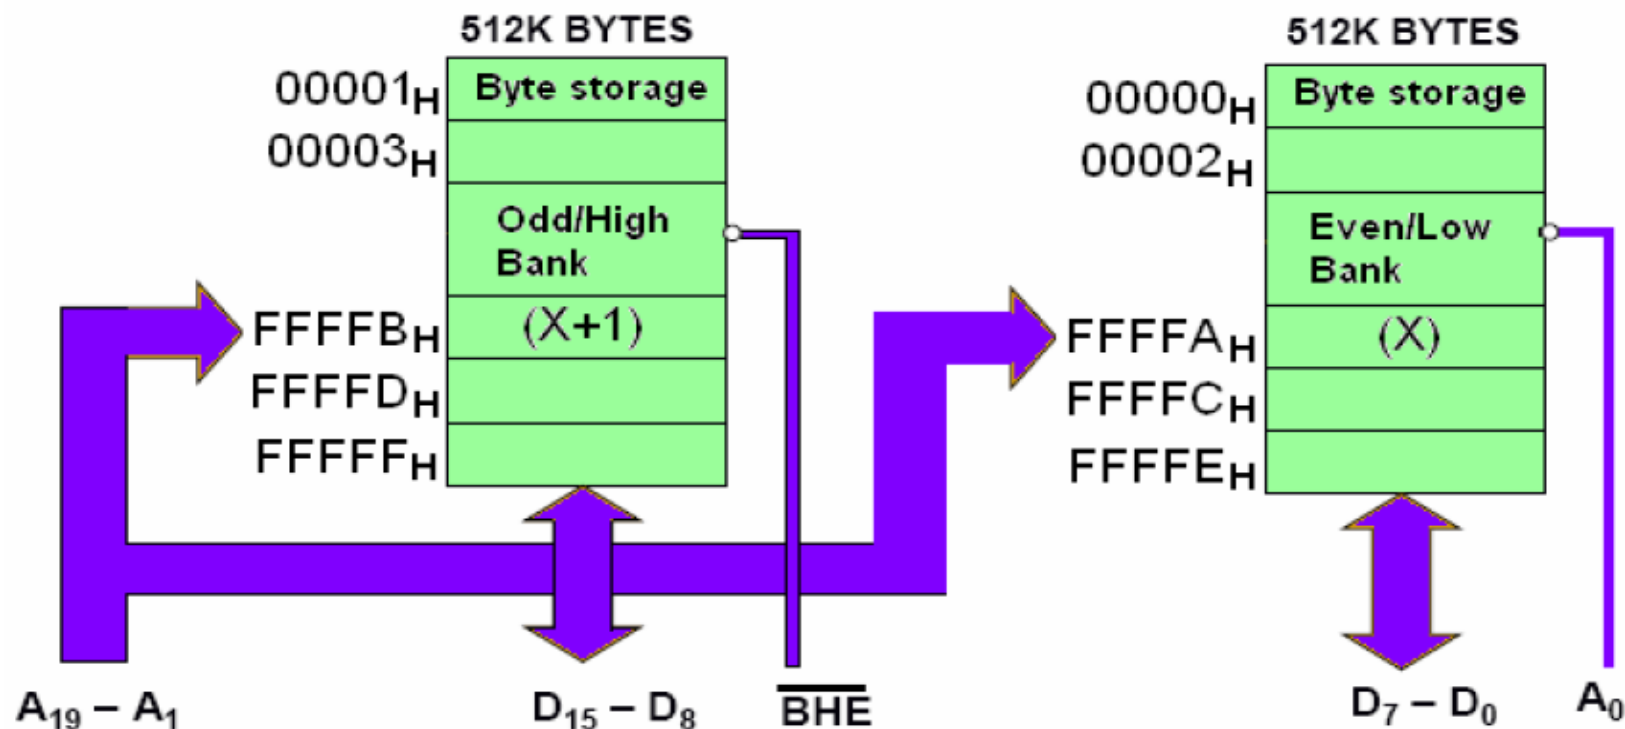 512K BYTES
00001H
Byte storage
00003H
Odd/High
Bank
FFFFBH
(X+1)
FFFFDH
FFFFFH
512K BYTES
00000H
Byte storage
00002H
Even/Low
Bank
FFFFAH
(X)
FFFFCH
FFFFEH
A19 – A1
D15 – D8
BHE
D7 – D0
A0